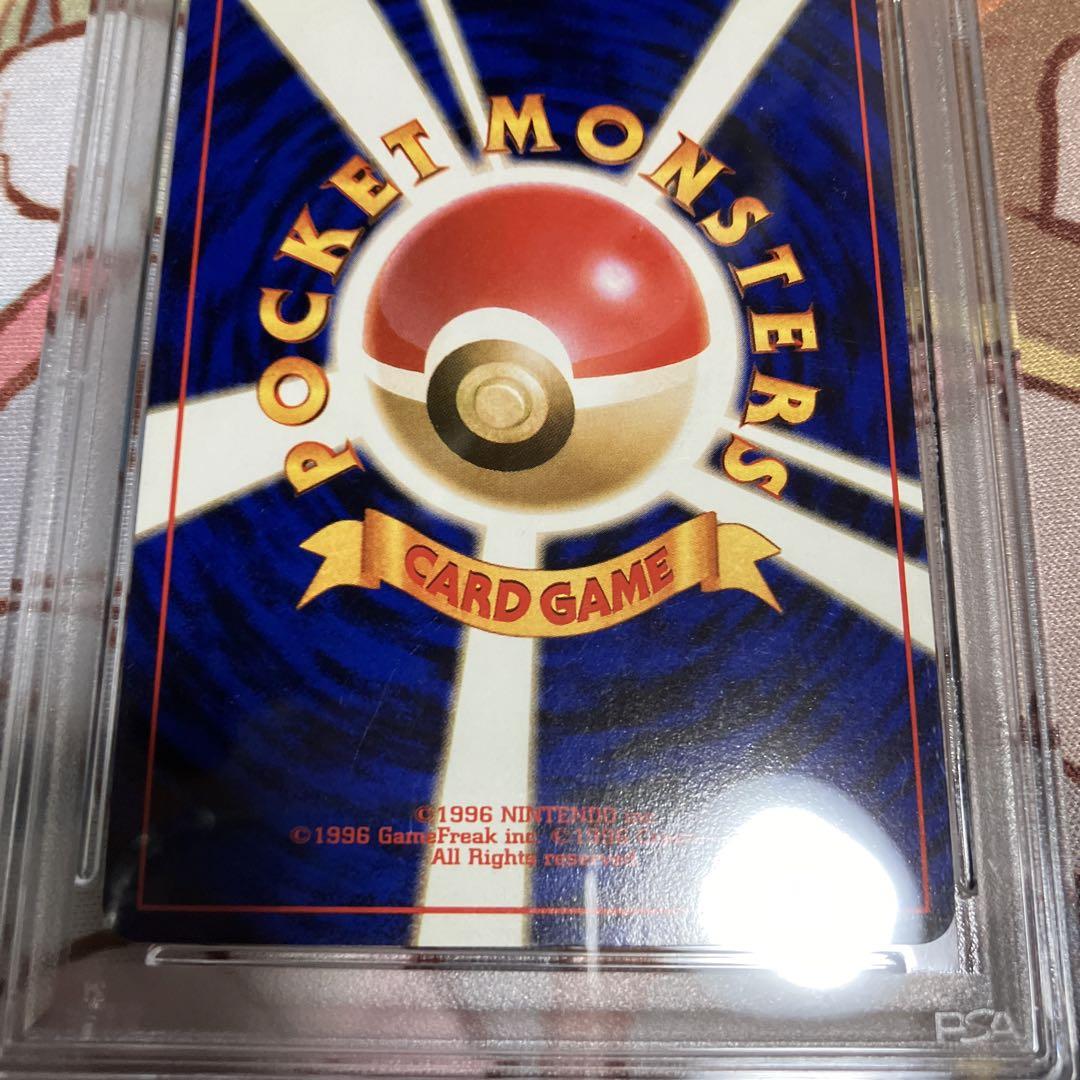 POCKET MONSTERS
CARD GAME
©1996 NINTENDO
©1996 GameFreak inc.
All Rights reserved
PSA